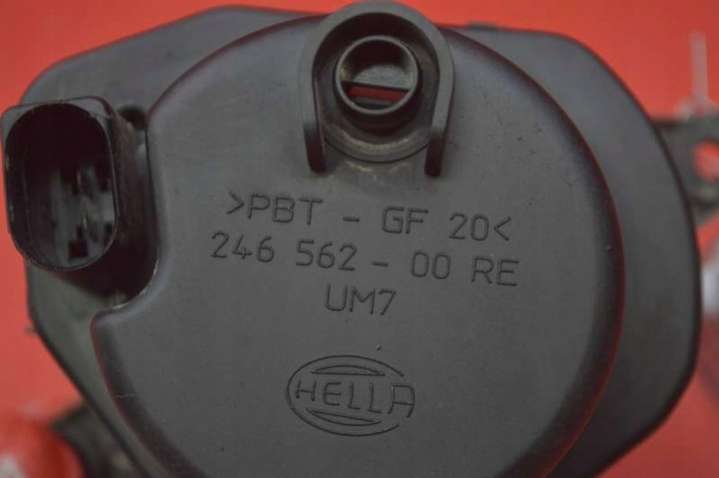 >PBT - GF 20<
246 562 - 00 RE
UM7
HELLA